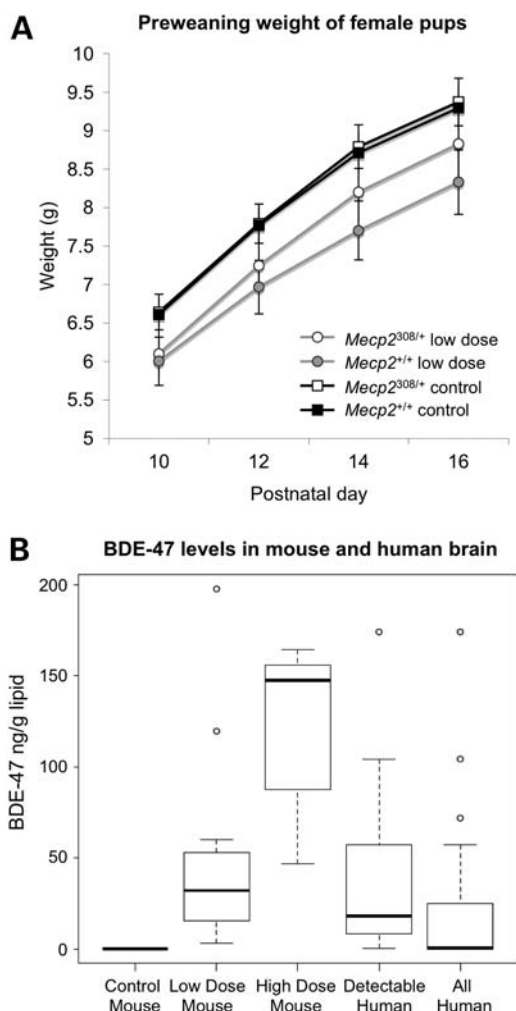 A
Preweaning weight of female pups
10
9.5
9
8.5
8
7.5
7
6.5
6
5.5
5
Weight (g)
Mecp2308/+ low dose
Mecp2+/+ low dose
Mecp2308/+ control
Mecp2+/+ control
10 12 14 16
Postnatal day
B
BDE-47 levels in mouse and human brain
200
150
100
50
0
BDE-47 ng/g lipid
Control Low Dose High Dose Detectable All
Mouse Mouse Mouse Human Human